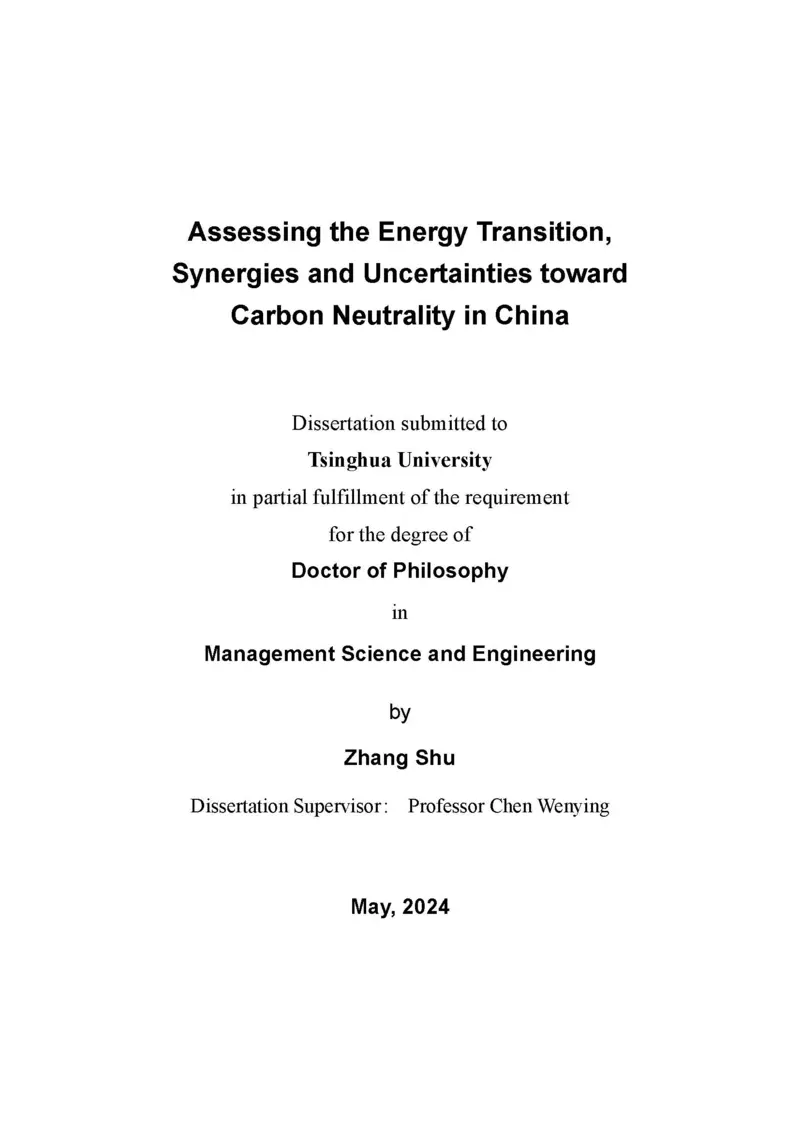 Assessing the Energy Transition,
Synergies and Uncertainties toward
Carbon Neutrality in China
Dissertation submitted to
Tsinghua University
in partial fulfillment of the requirement
for the degree of
Doctor of Philosophy
in
Management Science and Engineering
by
Zhang Shu
Dissertation Supervisor: Professor Chen Wenying
May, 2024